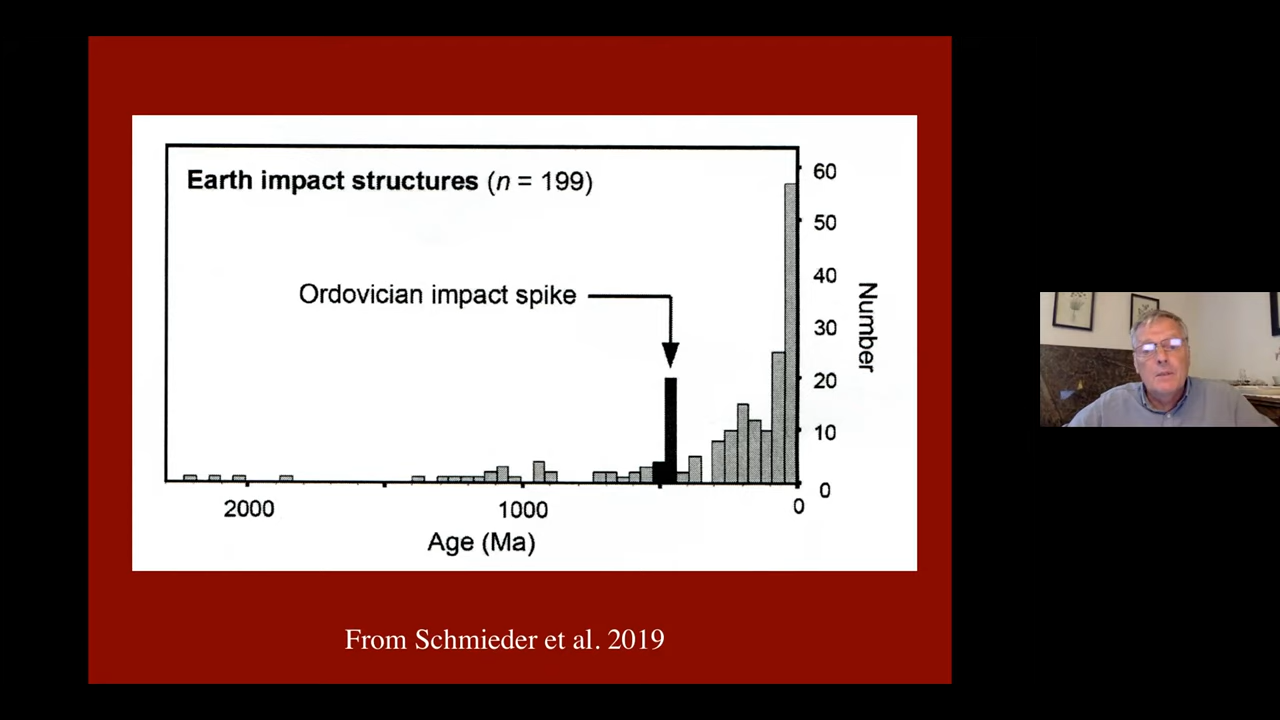 Earth impact structures (n = 199)
Ordovician impact spike
60
50
40
30
20
10
0
Number
2000
1000
0
Age (Ma)
From Schmieder et al. 2019